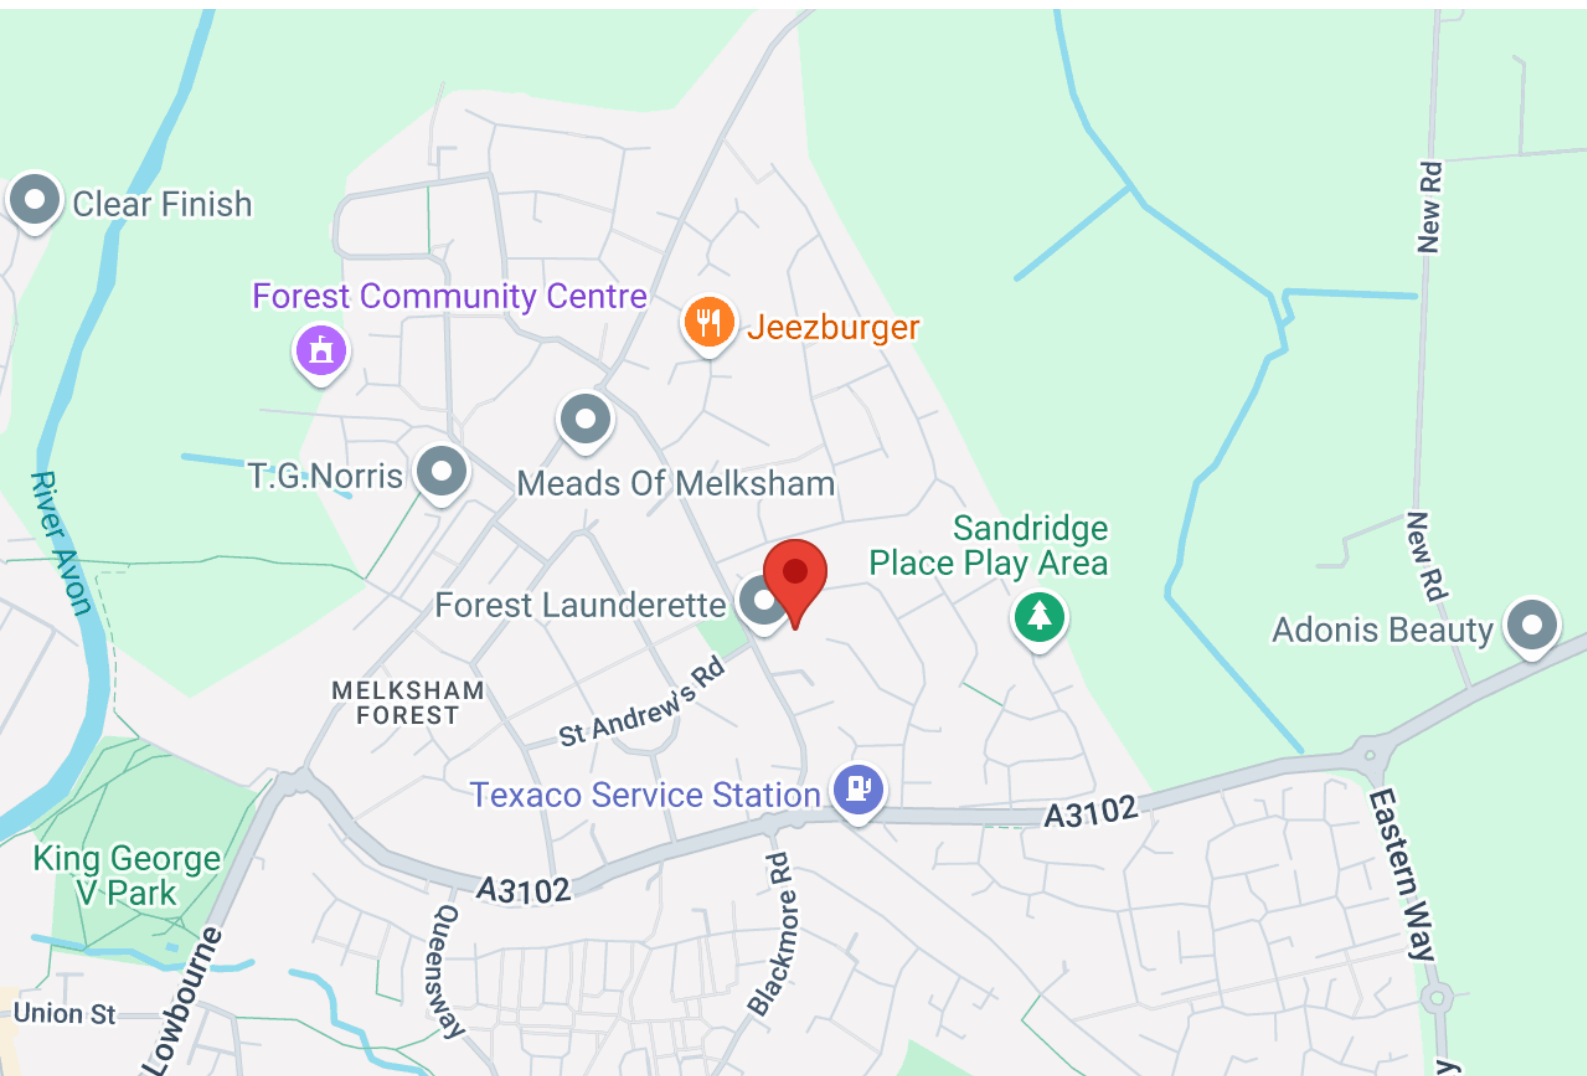 New Rd
Clear Finish
Forest Community Centre
Jeezburger
T.G.Norris
Meads Of Melksham
River Avon
Sandridge
Place Play Area
New Rd
Forest Launderette
Adonis Beauty
MELKSHAM
FOREST
St Andrew's Rd
Texaco Service Station
A3102
Eastern Way
King George
V Park
A3102
Blackmore Rd
Queensway
Lowbourne
Union St